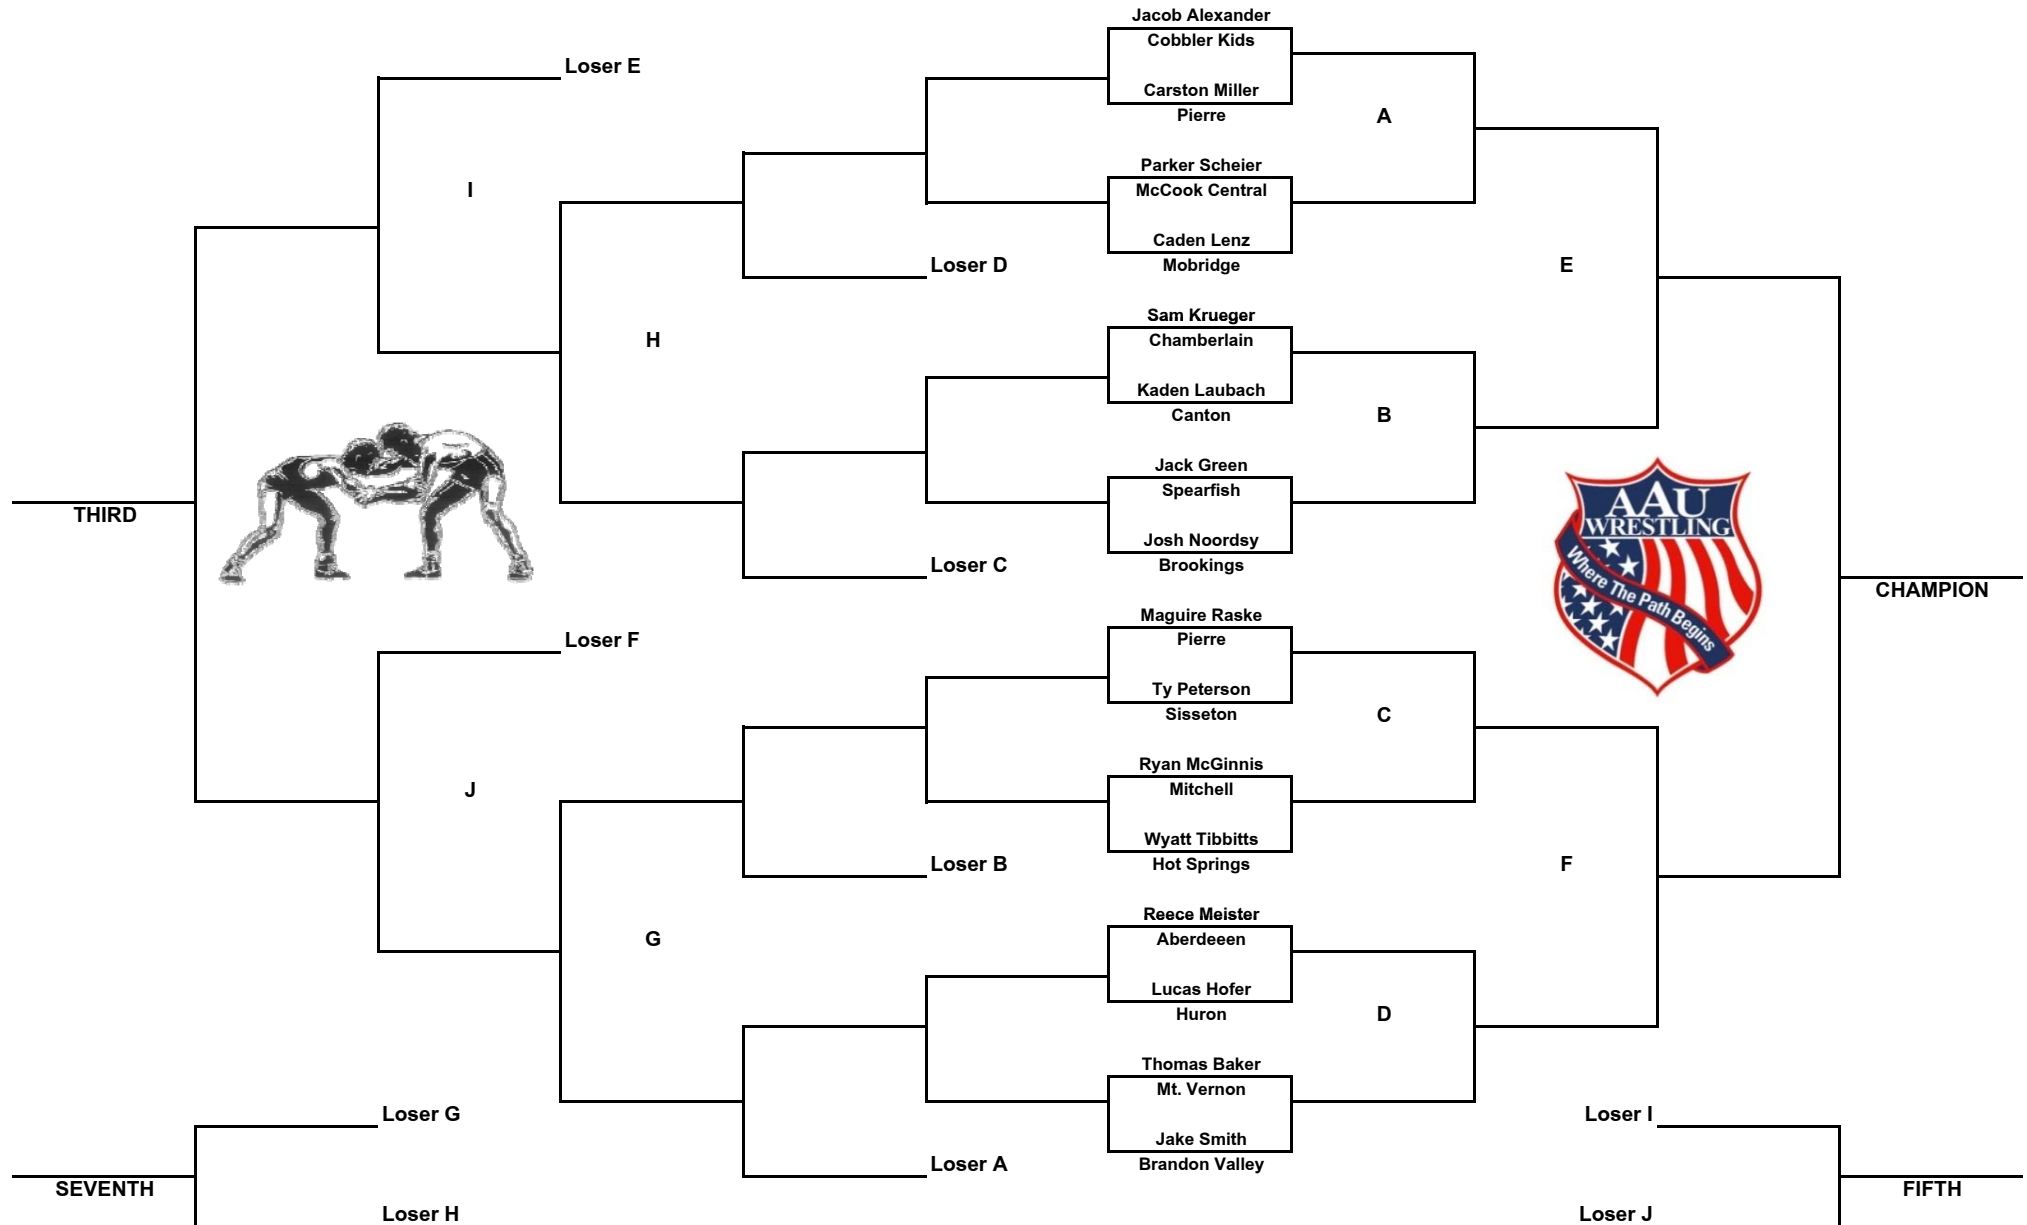 Jacob Alexander
Cobbler Kids
Loser E
Carston Miller
Pierre
A
Parker Scheier
McCook Central
I
Caden Lenz
Mobridge
Loser D
E
Sam Krueger
Chamberlain
H
Kaden Laubach
Canton
B
Jack Green
Spearfish
THIRD
Josh Noordsy
Brookings
Loser C
AAU
WRESTLING
Where The Path Begins
CHAMPION
Maguire Raske
Pierre
Loser F
Ty Peterson
Sisseton
C
Ryan McGinnis
Mitchell
J
Wyatt Tibbitts
Hot Springs
Loser B
F
Reece Meister
Aberdeeen
G
Lucas Hofer
Huron
D
Thomas Baker
Mt. Vernon
Loser G
Loser I
Jake Smith
Brandon Valley
Loser A
SEVENTH
FIFTH
Loser H
Loser J